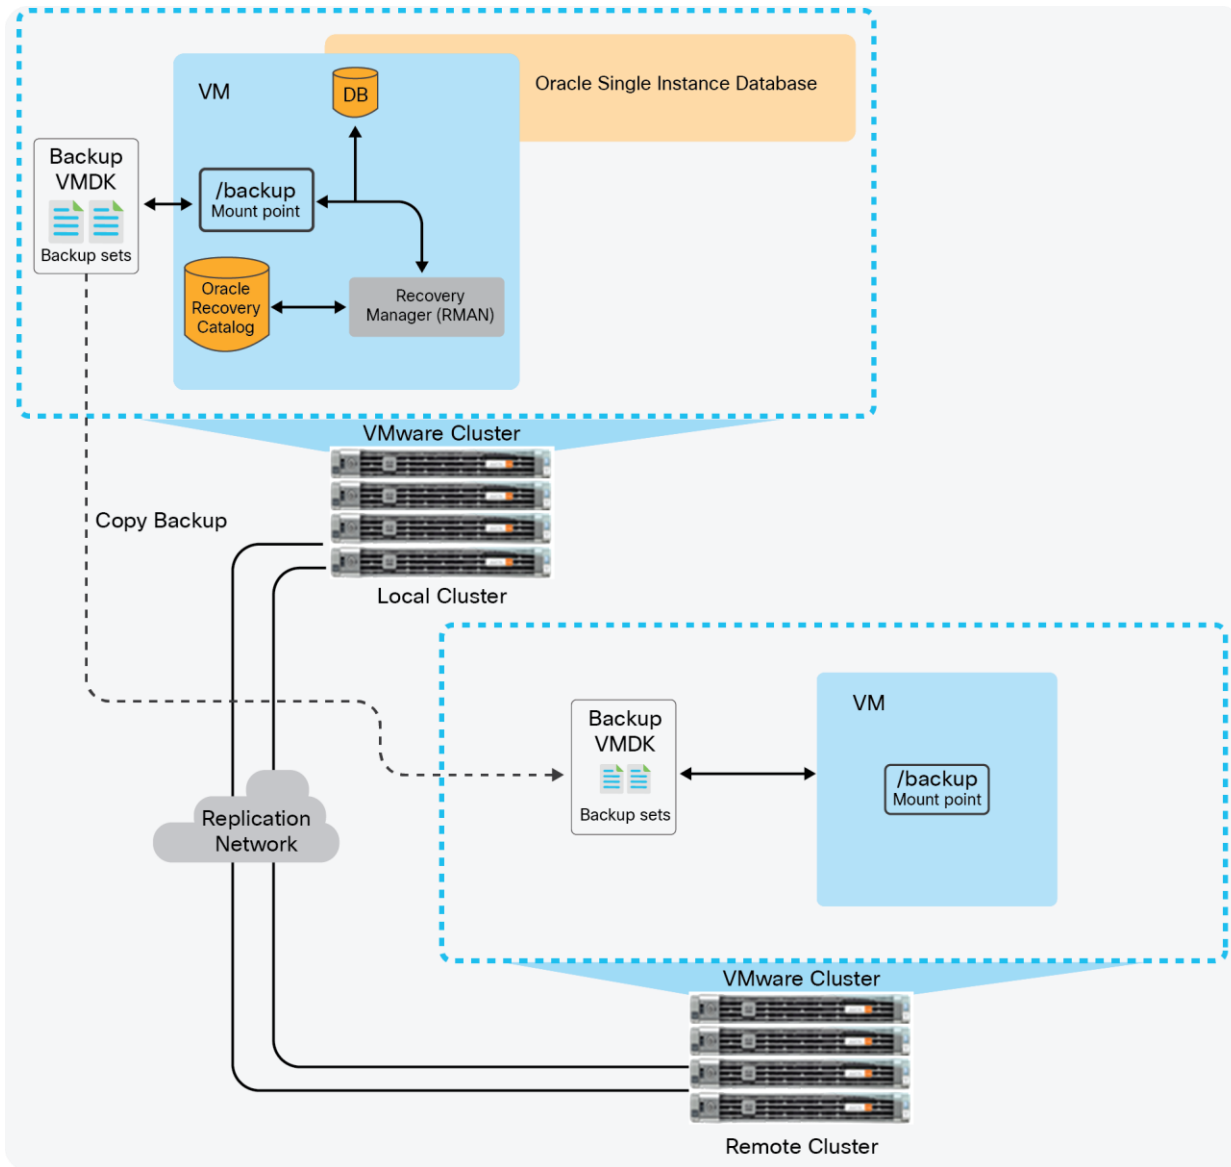 Oracle Single Instance Database
VM
DB
Backup
VMDK
Backup sets
/backup
Mount point
Oracle
Recovery
Catalog
Recovery
Manager (RMAN)
VMware Cluster
Copy Backup
Local Cluster
Backup
VMDK
Backup sets
VM
/backup
Mount point
Replication
Network
VMware Cluster
Remote Cluster